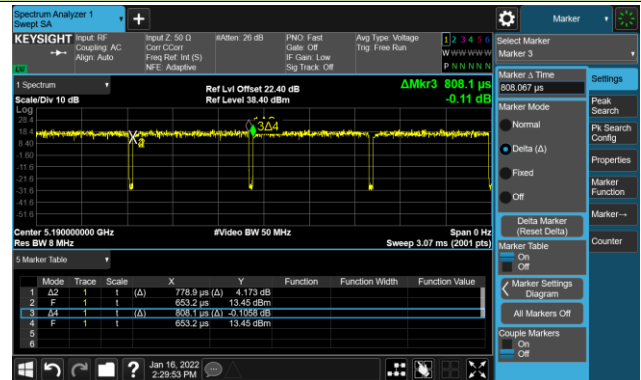 Spectrum Analyzer 1
Swept SA
Marker
KEYSIGHT Input: RF Input Z: 50 Ω #Atten: 26 dB PNO: Fast Avg Type: Voltage 1 2 3 4 5 6
Coupling: AC Corr CCorr Gate: Off Trig: Free Run W W W W W W
Align: Auto Freq Ref: Int (S) IF Gain: Low P N N N N N
NFE: Adaptive Sig Track: Off
Select Marker
Marker 3
1 Spectrum
Ref Lvl Offset 22.40 dB
ΔMkr3 808.1 µs
Scale/Div 10 dB
Ref Level 38.40 dBm
-0.11 dB
Log
28.4
18.4
8.40
-1.60
-11.6
-21.6
-31.6
-41.6
-51.6
3Δ4
Center 5.190000000 GHz #Video BW 50 MHz Span 0 Hz
Res BW 8 MHz Sweep 3.07 ms (2001 pts)
5 Marker Table
Mode Trace Scale X Y Function Function Width Function Value
1 Δ2 1 t (Δ) 778.9 µs (Δ) 4.173 dB
2 F 1 t 653.2 µs 13.45 dBm
3 Δ4 1 t (Δ) 808.1 µs (Δ) -0.1058 dB
4 F 1 t 653.2 µs 13.45 dBm
5
6
Marker Δ Time
808.067 µs
Marker Mode
Normal
Delta (Δ)
Fixed
Off
Delta Marker
(Reset Delta)
Marker Table
On
Off
Marker Settings
Diagram
All Markers Off
Couple Markers
On
Off
Settings
Peak
Search
Pk Search
Config
Properties
Marker
Function
Marker→
Counter
?
Jan 16, 2022
2:29:53 PM